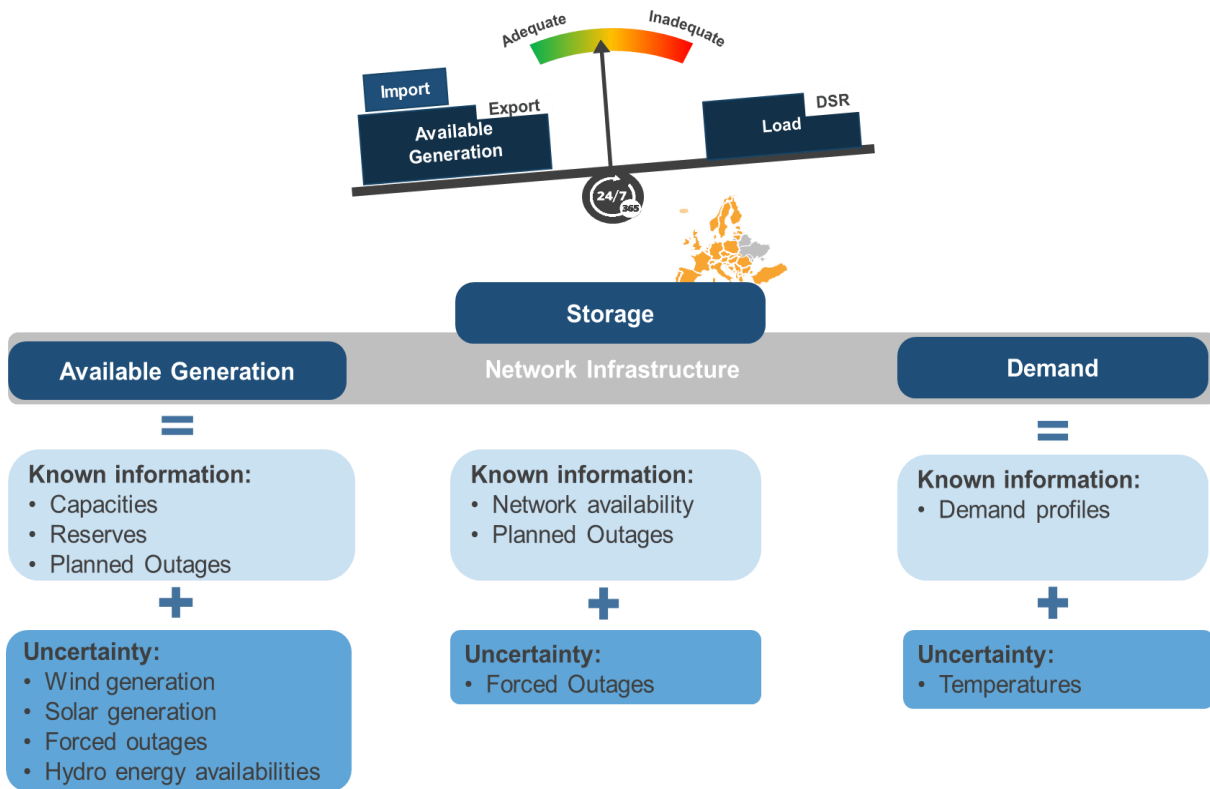 Adequate
Inadequate
Import
Export
Available
Generation
DSR
Load
24/7
365
Storage
Available Generation
Network Infrastructure
Demand
=
=
Known information:
• Capacities
• Reserves
• Planned Outages
Known information:
• Network availability
• Planned Outages
Known information:
• Demand profiles
+
+
+
Uncertainty:
• Wind generation
• Solar generation
• Forced outages
• Hydro energy availabilities
Uncertainty:
• Forced Outages
Uncertainty:
• Temperatures